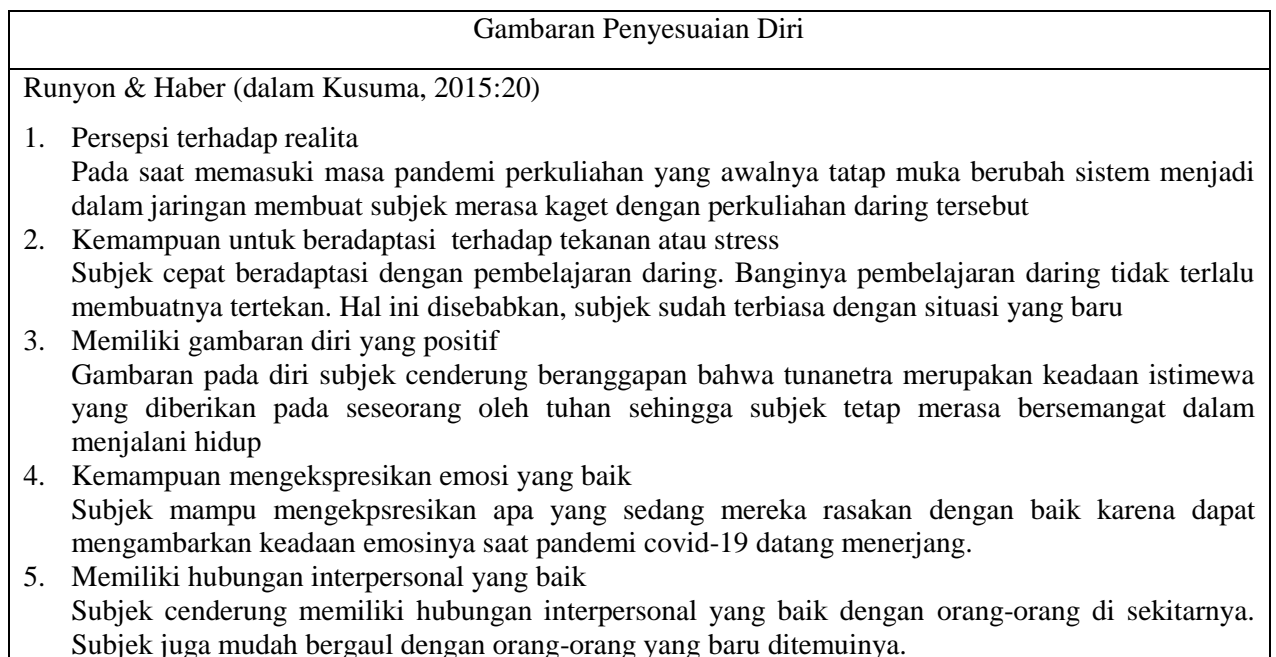 Gambaran Penyesuaian Diri
Runyon & Haber (dalam Kusuma, 2015:20)
1. Persepsi terhadap realita
Pada saat memasuki masa pandemi perkuliahan yang awalnya tatap muka berubah sistem menjadi
dalam jaringan membuat subjek merasa kaget dengan perkuliahan daring tersebut
2. Kemampuan untuk beradaptasi terhadap tekanan atau stress
Subjek cepat beradaptasi dengan pembelajaran daring. Banginya pembelajaran daring tidak terlalu
membuatnya tertekan. Hal ini disebabkan, subjek sudah terbiasa dengan situasi yang baru
3. Memiliki gambaran diri yang positif
Gambaran pada diri subjek cenderung beranggapan bahwa tunanetra merupakan keadaan istimewa
yang diberikan pada seseorang oleh tuhan sehingga subjek tetap merasa bersemangat dalam
menjalani hidup
4. Kemampuan mengekspresikan emosi yang baik
Subjek mampu mengekpsresikan apa yang sedang mereka rasakan dengan baik karena dapat
mengambarkan keadaan emosinya saat pandemi covid-19 datang menerjang.
5. Memiliki hubungan interpersonal yang baik
Subjek cenderung memiliki hubungan interpersonal yang baik dengan orang-orang di sekitarnya.
Subjek juga mudah bergaul dengan orang-orang yang baru ditemuinya.